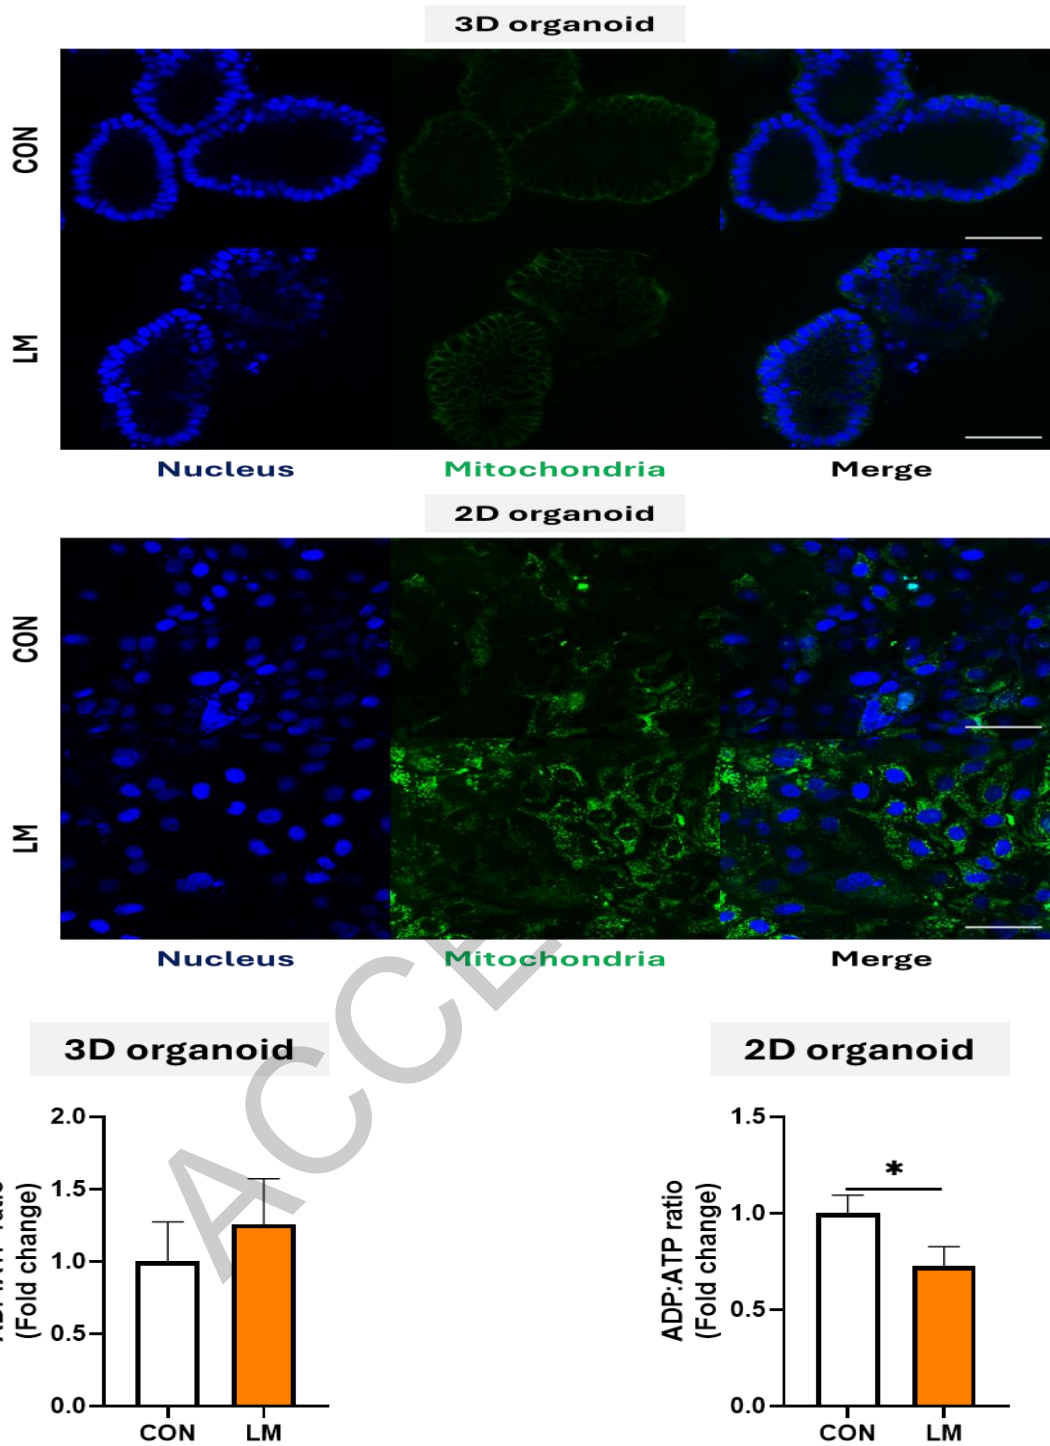 3D organoid
CON
LM
Nucleus Mitochondria Merge
2D organoid
CON
LM
Nucleus Mitochondria Merge
3D organoid
2D organoid
2.0
1.5
1.0
0.5
0.0
ratio
(Fold change)
CON LM
1.5
1.0
0.5
0.0
ADP:ATP ratio
(Fold change)
*
CON LM